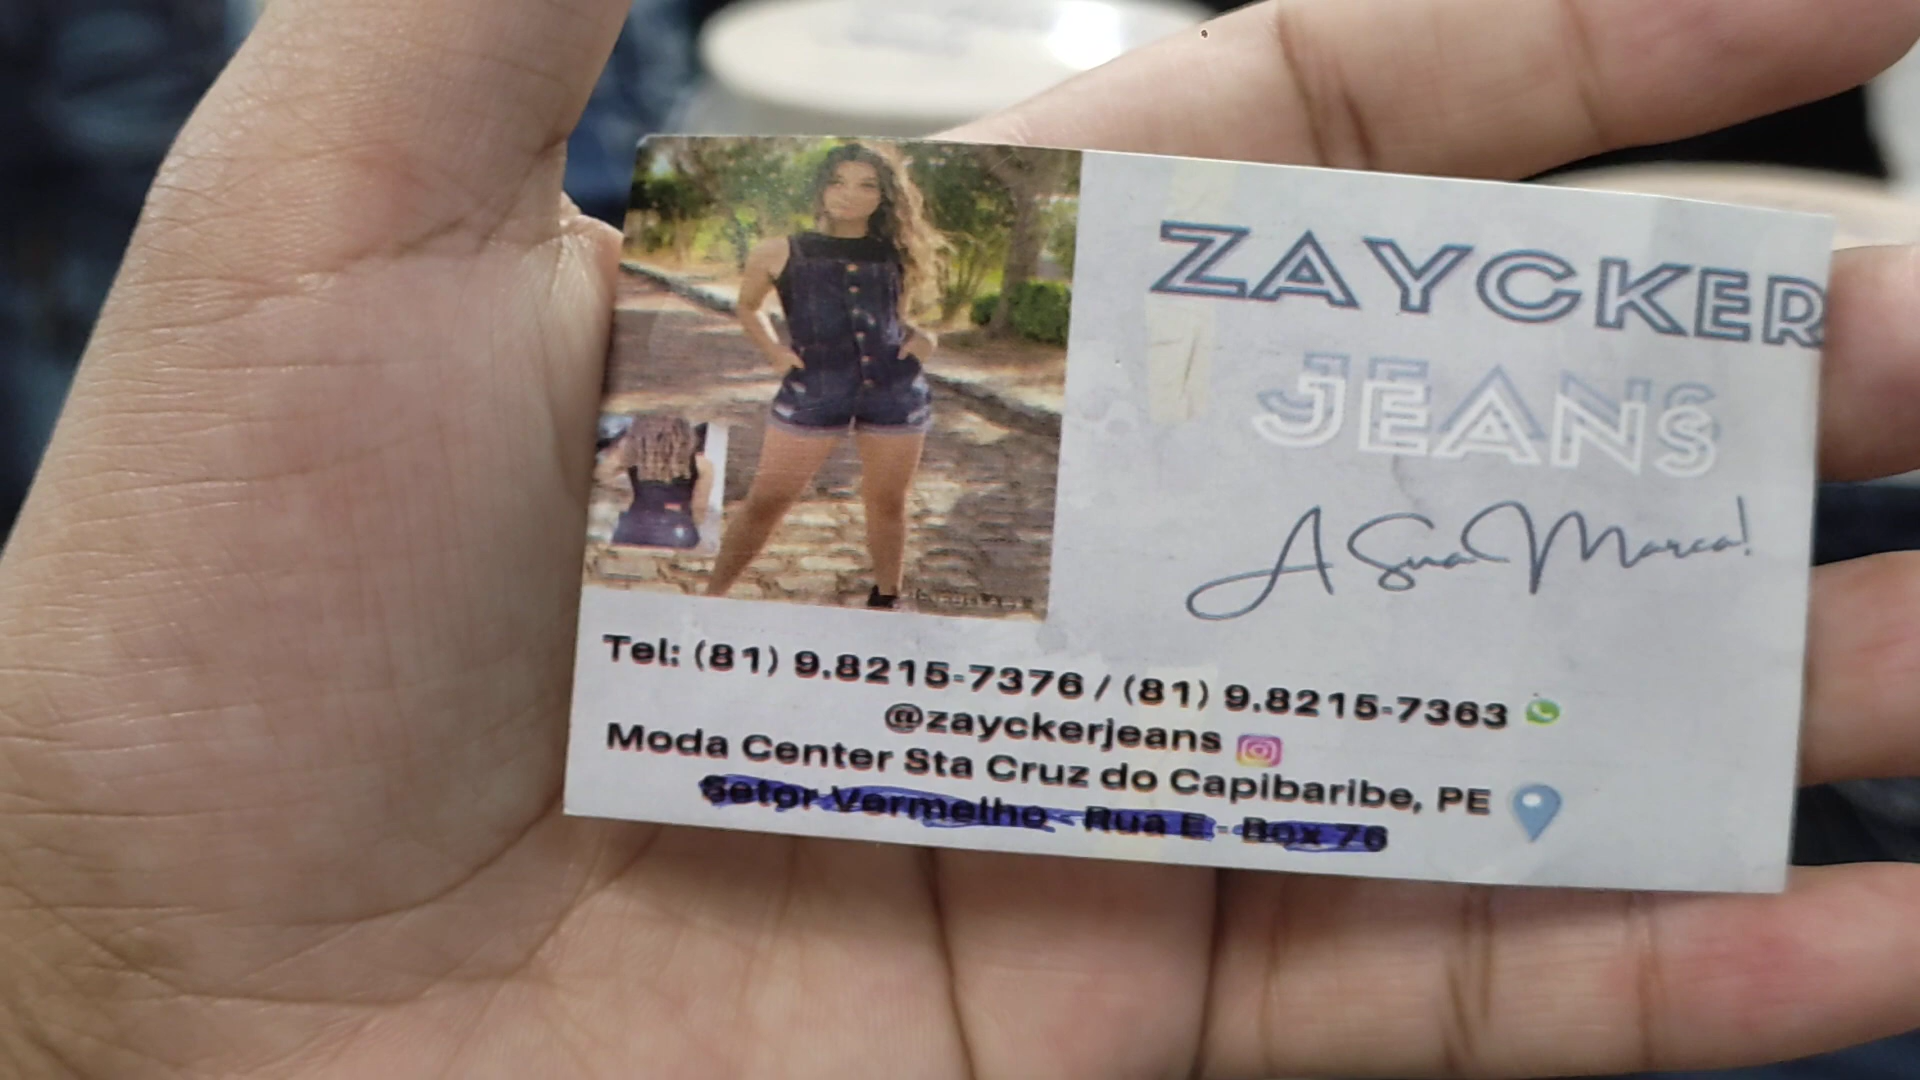 ZAYCKER
JEANS
A Sua Marca!
Tel: (81) 9.8215-7376 / (81) 9.8215-7363
@zayckerjeans
Moda Center Sta Cruz do Capibaribe, PE
Setor Vermelho - Rua E - Box 76